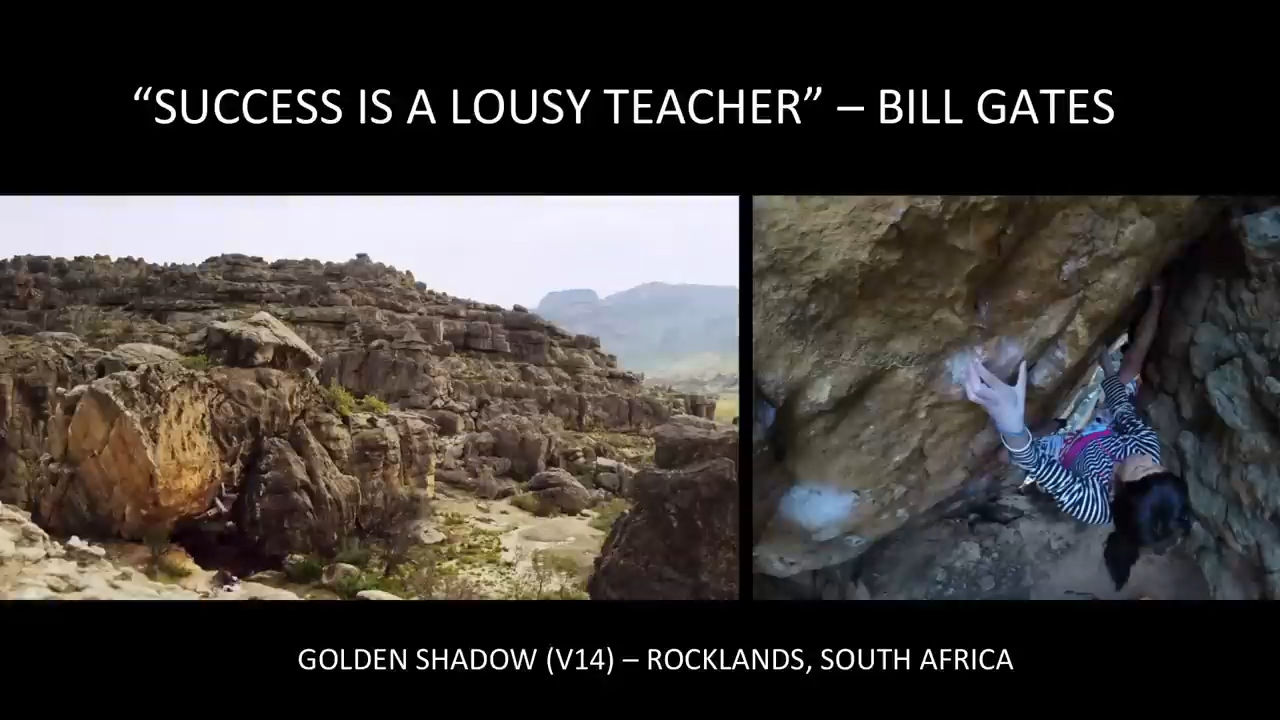 “SUCCESS IS A LOUSY TEACHER” – BILL GATES
GOLDEN SHADOW (V14) – ROCKLANDS, SOUTH AFRICA